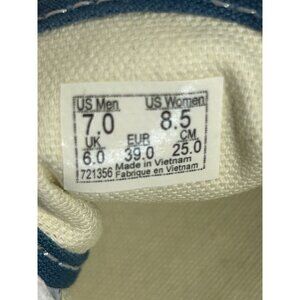 US Men US Women
7.0 8.5
UK EUR CM
6.0 39.0 25.0
Made in Vietnam
721356 Fabrique en Vietnam